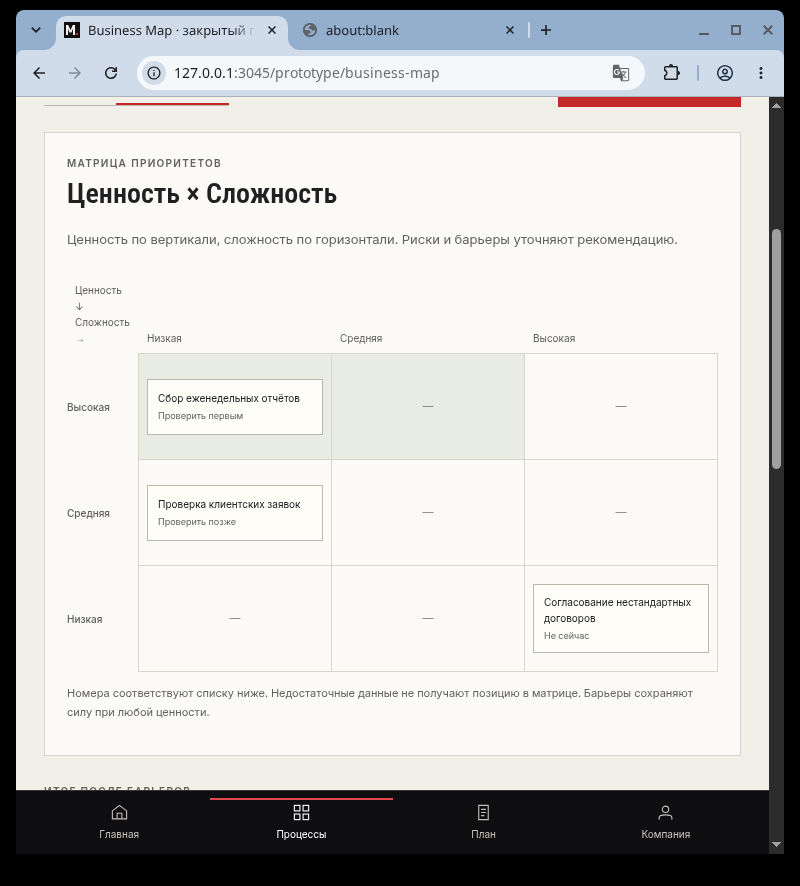 Business Map · закрытый
about:blank
127.0.0.1:3045/prototype/business-map
МАТРИЦА ПРИОРИТЕТОВ
Ценность × Сложность
Ценность по вертикали, сложность по горизонтали. Риски и барьеры уточняют рекомендацию.
Ценность
↓
Сложность
→
Низкая
Средняя
Высокая
Высокая
Сбор еженедельных отчётов
Проверить первым
—
—
Средняя
Проверка клиентских заявок
Проверить позже
—
—
Низкая
—
—
Согласование нестандартных
договоров
Не сейчас
Номера соответствуют списку ниже. Недостаточные данные не получают позицию в матрице. Барьеры сохраняют
силу при любой ценности.
ИТОГ ПОСЛЕ БАРЬЕРОВ
Главная
Процессы
План
Компания